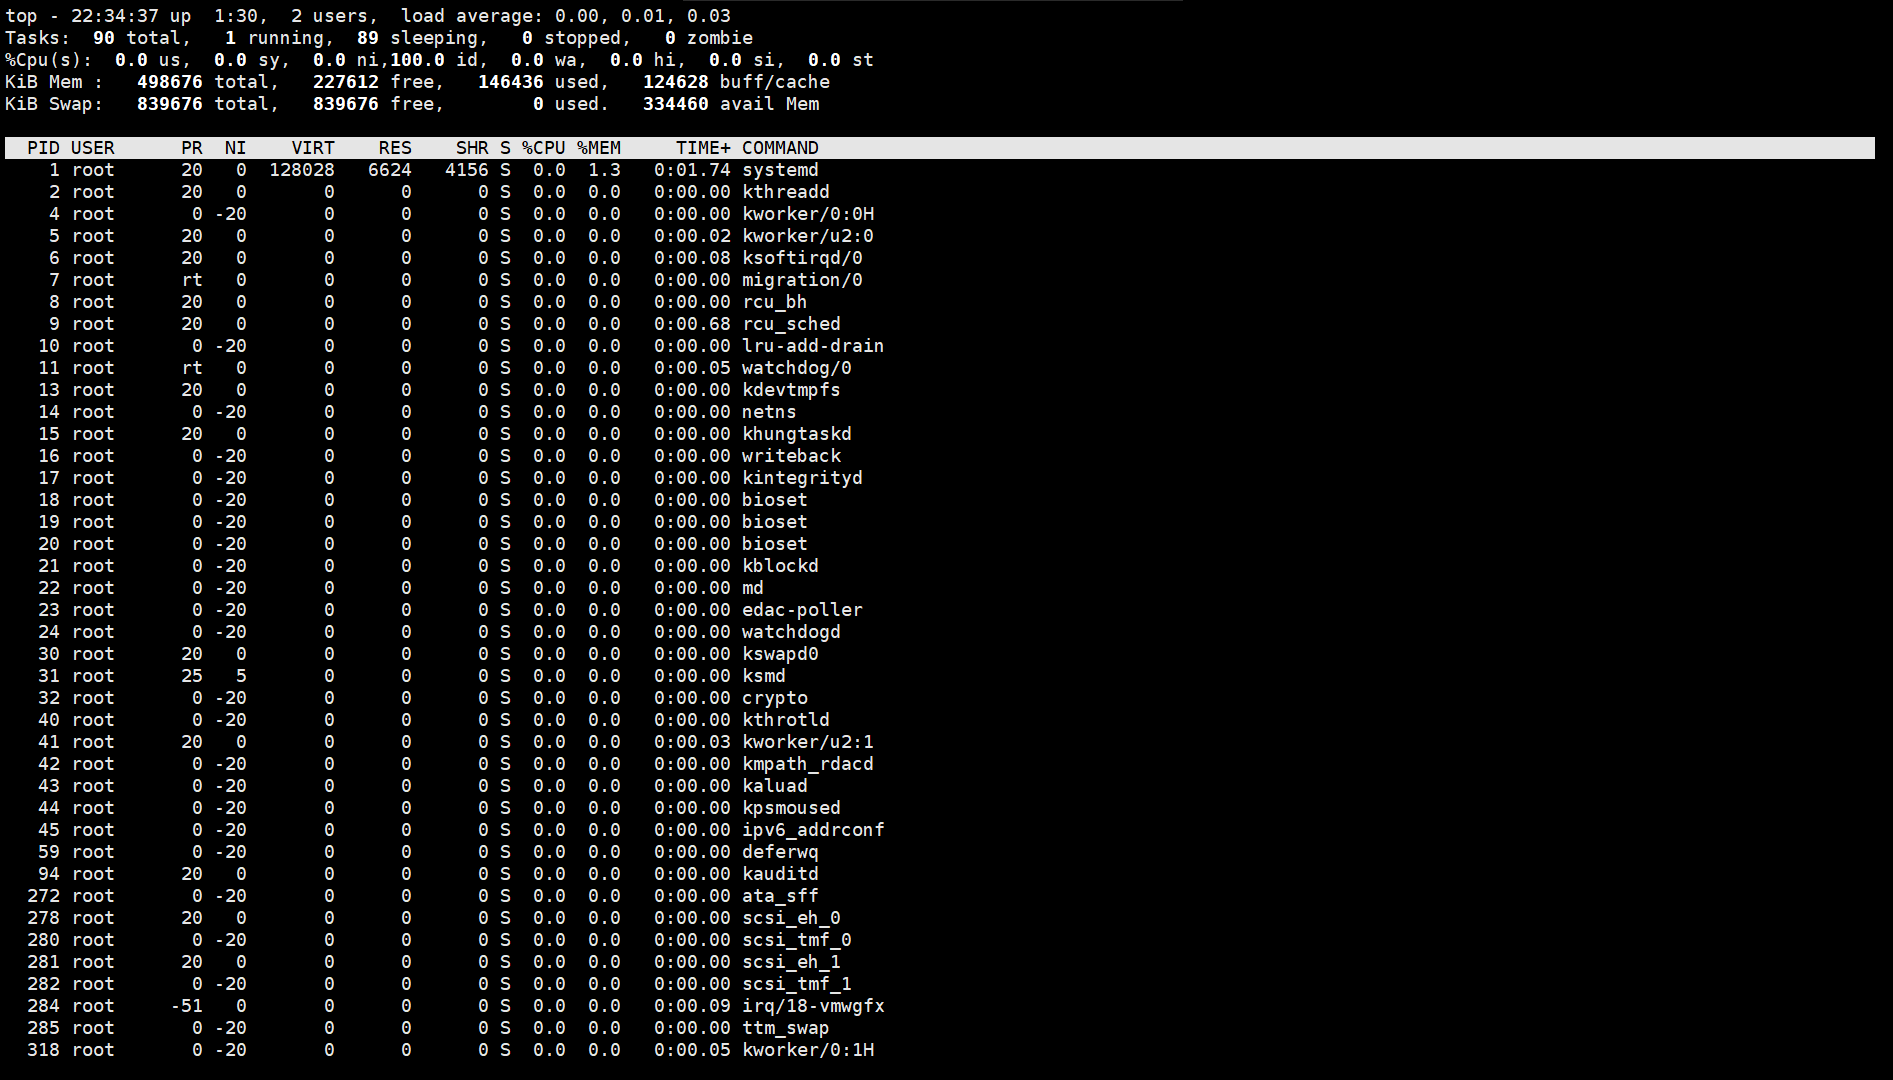 top - 22:34:37 up  1:30,  2 users,  load average: 0.00, 0.01, 0.03
Tasks:  90 total,   1 running,  89 sleeping,   0 stopped,   0 zombie
%Cpu(s):  0.0 us,  0.0 sy,  0.0 ni,100.0 id,  0.0 wa,  0.0 hi,  0.0 si,  0.0 st
KiB Mem :   498676 total,   227612 free,   146436 used,   124628 buff/cache
KiB Swap:   839676 total,   839676 free,        0 used.   334460 avail Mem
  PID USER      PR  NI    VIRT    RES    SHR S %CPU %MEM     TIME+ COMMAND
    1 root      20   0  128028   6624   4156 S  0.0  1.3   0:01.74 systemd
    2 root      20   0       0      0      0 S  0.0  0.0   0:00.00 kthreadd
    4 root       0 -20       0      0      0 S  0.0  0.0   0:00.00 kworker/0:0H
    5 root      20   0       0      0      0 S  0.0  0.0   0:00.02 kworker/u2:0
    6 root      20   0       0      0      0 S  0.0  0.0   0:00.08 ksoftirqd/0
    7 root      rt   0       0      0      0 S  0.0  0.0   0:00.00 migration/0
    8 root      20   0       0      0      0 S  0.0  0.0   0:00.00 rcu_bh
    9 root      20   0       0      0      0 S  0.0  0.0   0:00.68 rcu_sched
   10 root       0 -20       0      0      0 S  0.0  0.0   0:00.00 lru-add-drain
   11 root      rt   0       0      0      0 S  0.0  0.0   0:00.05 watchdog/0
   13 root      20   0       0      0      0 S  0.0  0.0   0:00.00 kdevtmpfs
   14 root       0 -20       0      0      0 S  0.0  0.0   0:00.00 netns
   15 root      20   0       0      0      0 S  0.0  0.0   0:00.00 khungtaskd
   16 root       0 -20       0      0      0 S  0.0  0.0   0:00.00 writeback
   17 root       0 -20       0      0      0 S  0.0  0.0   0:00.00 kintegrityd
   18 root       0 -20       0      0      0 S  0.0  0.0   0:00.00 bioset
   19 root       0 -20       0      0      0 S  0.0  0.0   0:00.00 bioset
   20 root       0 -20       0      0      0 S  0.0  0.0   0:00.00 bioset
   21 root       0 -20       0      0      0 S  0.0  0.0   0:00.00 kblockd
   22 root       0 -20       0      0      0 S  0.0  0.0   0:00.00 md
   23 root       0 -20       0      0      0 S  0.0  0.0   0:00.00 edac-poller
   24 root       0 -20       0      0      0 S  0.0  0.0   0:00.00 watchdogd
   30 root      20   0       0      0      0 S  0.0  0.0   0:00.00 kswapd0
   31 root      25   5       0      0      0 S  0.0  0.0   0:00.00 ksmd
   32 root       0 -20       0      0      0 S  0.0  0.0   0:00.00 crypto
   40 root       0 -20       0      0      0 S  0.0  0.0   0:00.00 kthrotld
   41 root      20   0       0      0      0 S  0.0  0.0   0:00.03 kworker/u2:1
   42 root       0 -20       0      0      0 S  0.0  0.0   0:00.00 kmpath_rdacd
   43 root       0 -20       0      0      0 S  0.0  0.0   0:00.00 kaluad
   44 root       0 -20       0      0      0 S  0.0  0.0   0:00.00 kpsmoused
   45 root       0 -20       0      0      0 S  0.0  0.0   0:00.00 ipv6_addrconf
   59 root       0 -20       0      0      0 S  0.0  0.0   0:00.00 deferwq
   94 root      20   0       0      0      0 S  0.0  0.0   0:00.00 kauditd
  272 root       0 -20       0      0      0 S  0.0  0.0   0:00.00 ata_sff
  278 root      20   0       0      0      0 S  0.0  0.0   0:00.00 scsi_eh_0
  280 root       0 -20       0      0      0 S  0.0  0.0   0:00.00 scsi_tmf_0
  281 root      20   0       0      0      0 S  0.0  0.0   0:00.00 scsi_eh_1
  282 root       0 -20       0      0      0 S  0.0  0.0   0:00.00 scsi_tmf_1
  284 root     -51   0       0      0      0 S  0.0  0.0   0:00.09 irq/18-vmwgfx
  285 root       0 -20       0      0      0 S  0.0  0.0   0:00.00 ttm_swap
  318 root       0 -20       0      0      0 S  0.0  0.0   0:00.05 kworker/0:1H